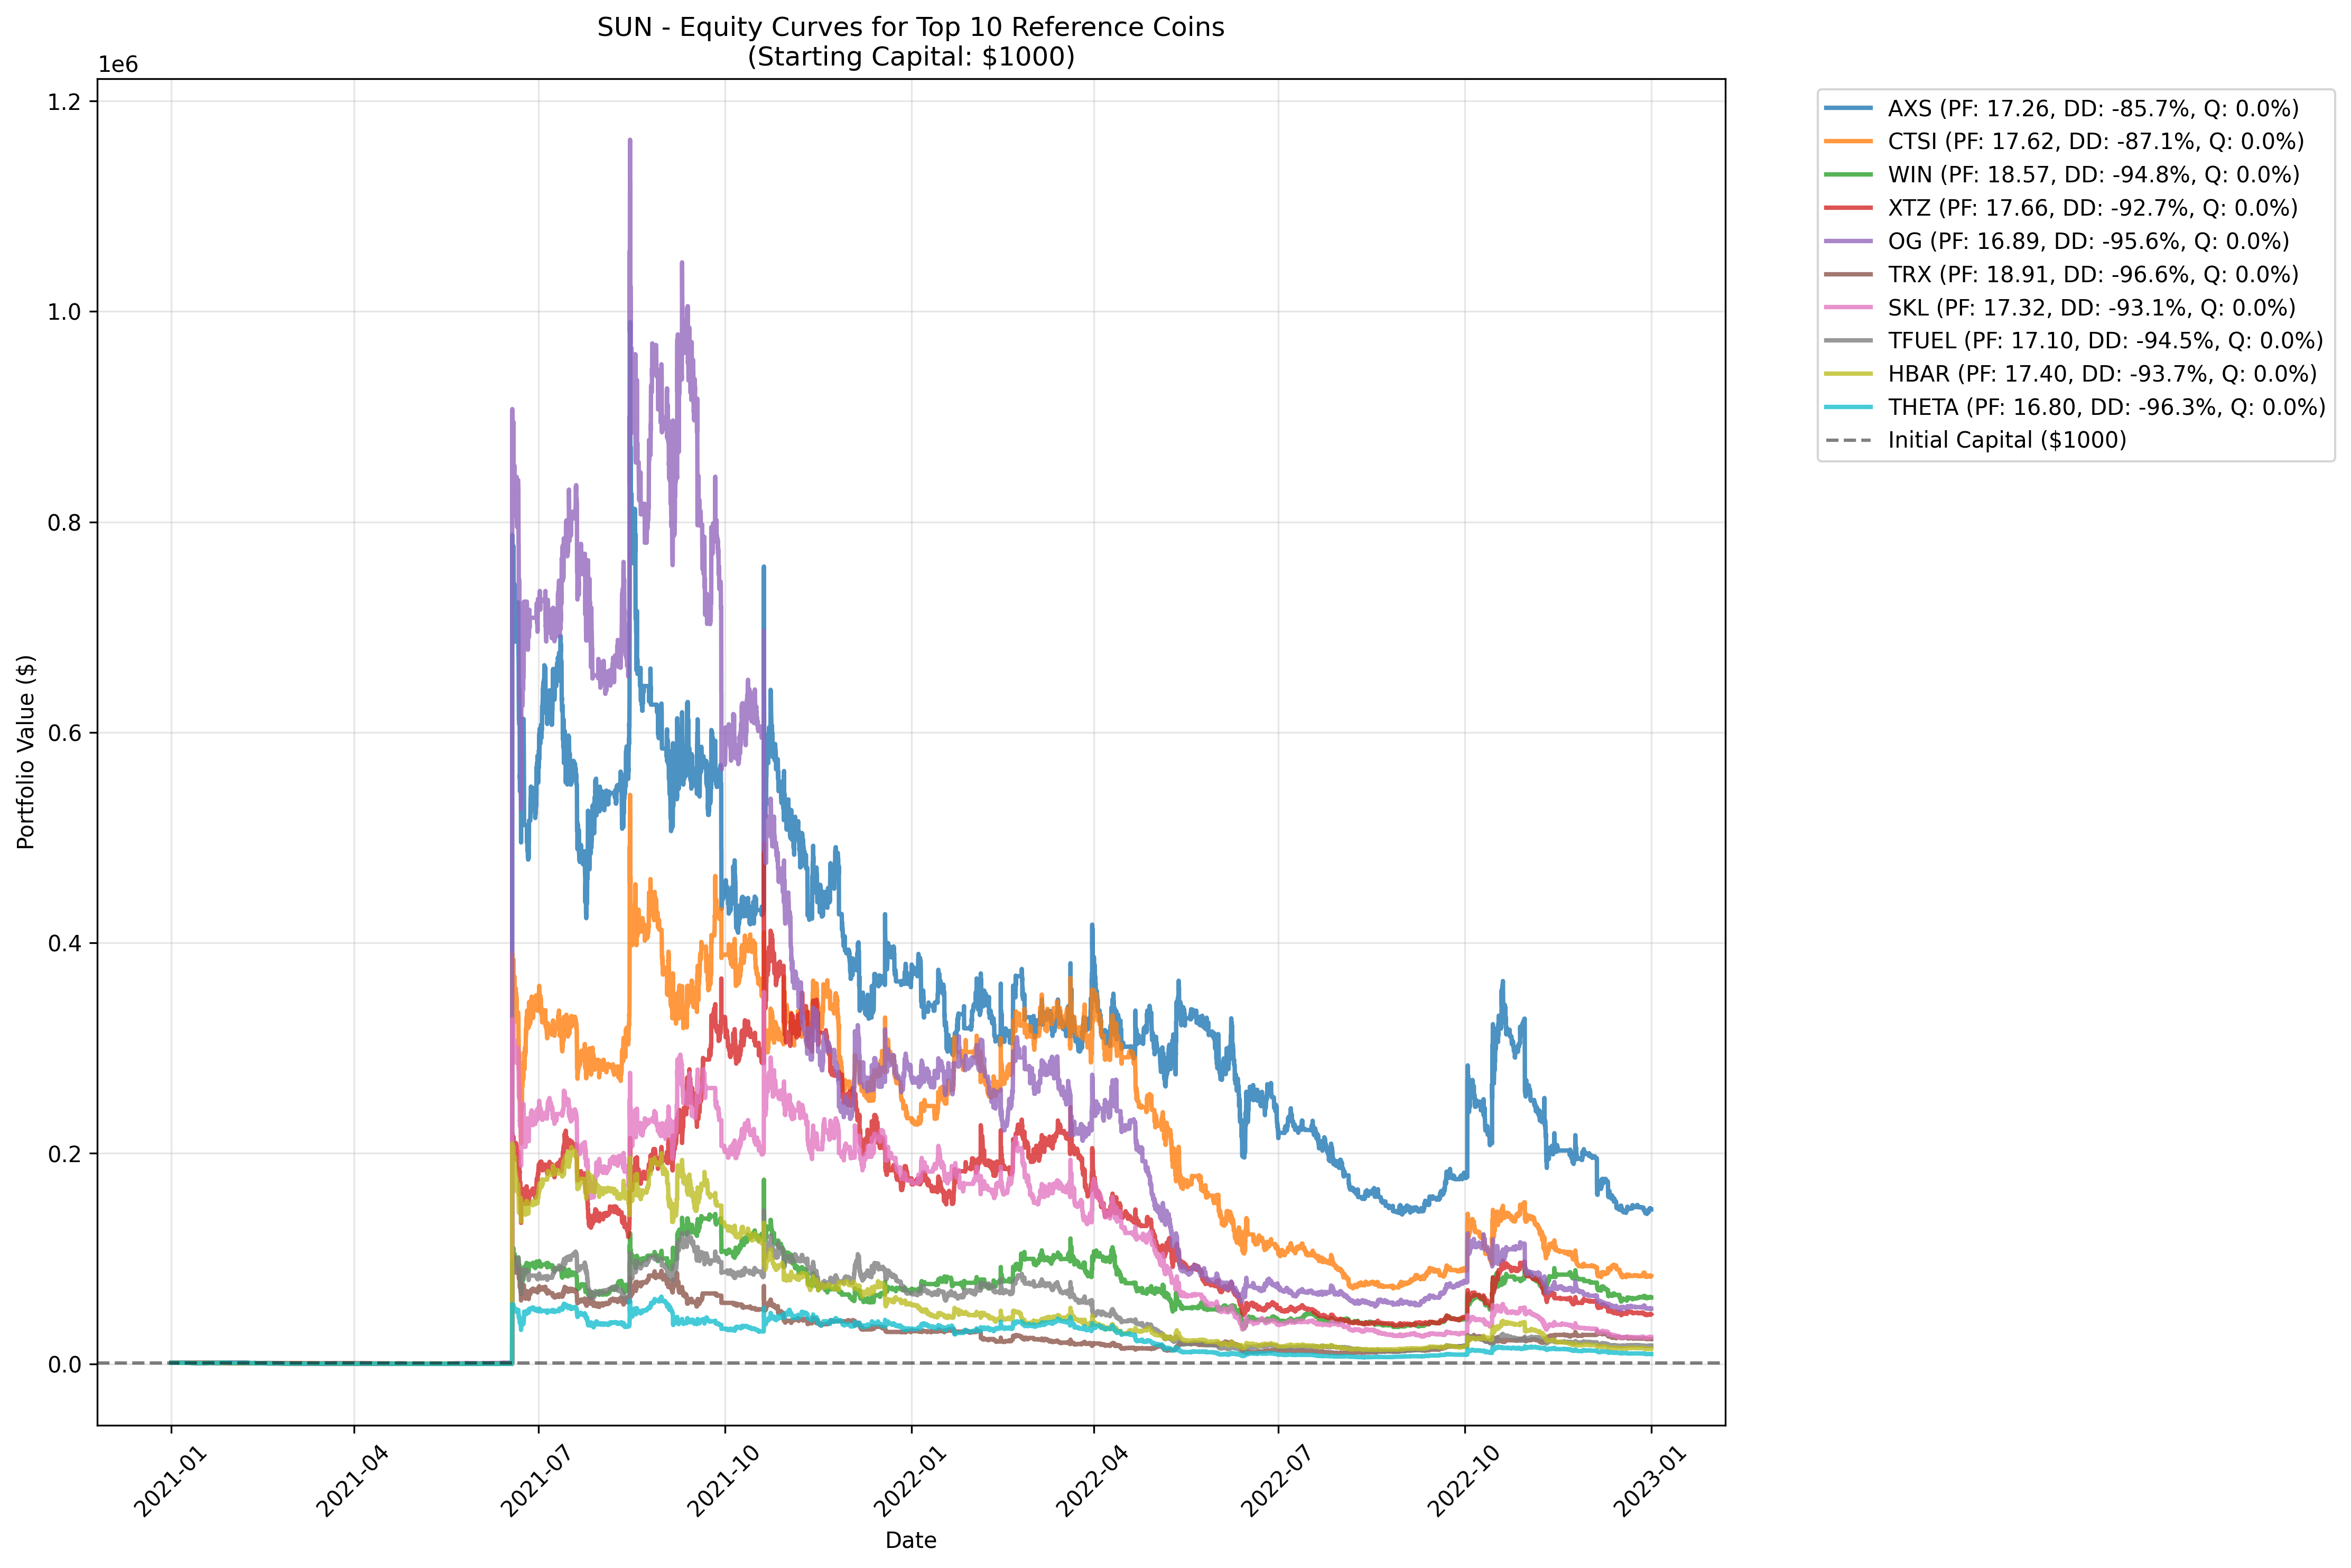 SUN - Equity Curves for Top 10 Reference Coins
(Starting Capital: $1000)
1e6
1.2
1.0
0.8
0.6
0.4
0.2
0.0
Portfolio Value ($)
2021-01
2021-04
2021-07
2021-10
2022-01
2022-04
2022-07
2022-10
2023-01
Date
AXS (PF: 17.26, DD: -85.7%, Q: 0.0%)
CTSI (PF: 17.62, DD: -87.1%, Q: 0.0%)
WIN (PF: 18.57, DD: -94.8%, Q: 0.0%)
XTZ (PF: 17.66, DD: -92.7%, Q: 0.0%)
OG (PF: 16.89, DD: -95.6%, Q: 0.0%)
TRX (PF: 18.91, DD: -96.6%, Q: 0.0%)
SKL (PF: 17.32, DD: -93.1%, Q: 0.0%)
TFUEL (PF: 17.10, DD: -94.5%, Q: 0.0%)
HBAR (PF: 17.40, DD: -93.7%, Q: 0.0%)
THETA (PF: 16.80, DD: -96.3%, Q: 0.0%)
Initial Capital ($1000)